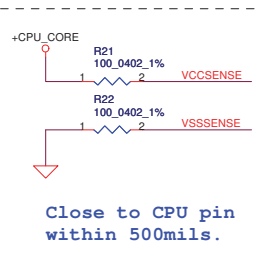 +CPU_CORE
R21
100_0402_1%
1 2 VCCSENSE
R22
100_0402_1%
1 2 VSSSENSE
Close to CPU pin
within 500mils.